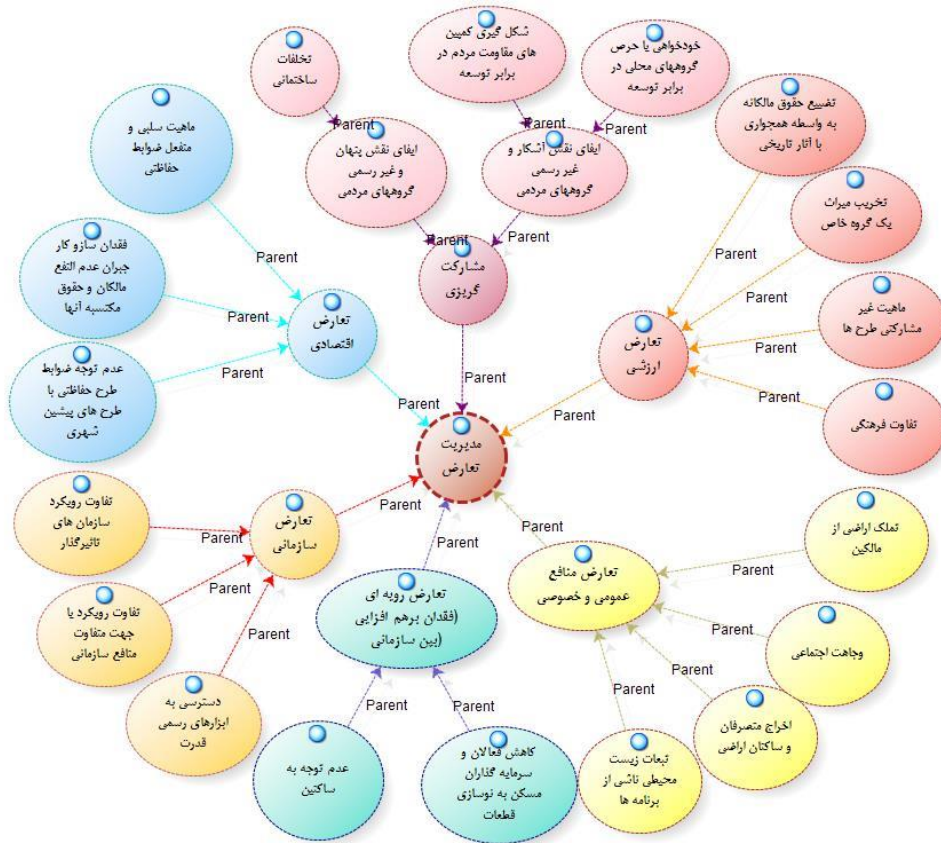 شکل گیری کمپین
های مقاومت مردم در
برابر توسعه
خودخواهی یا حرص
گروههای محلی در
برابر توسعه
تخلفات
ساختمانی
تضییع حقوق مالکانه
به واسطه همجواری
با آثار تاریخی
ماهیت سلبی و
منفعل ضوابط
حفاظتی
Parent
Parent
Parent
ایفای نقش پنهان
و غیر رسمی
گروههای مردمی
ایفای نقش آشکار و
غیر رسمی
گروههای مردمی
تخریب میراث
یک گروه خاص
Parent
Parent
Parent
Parent
Parent
فقدان سازو کار
جبران عدم النفع
مالکان و حقوق
مکتسبه آنها
مشارکت
گریزی
ماهیت غیر
مشارکتی طرح ها
Parent
Parent
تعارض
اقتصادی
تعارض
ارزشی
عدم توجه ضوابط
طرح حفاظتی با
طرح های پیشین
شهری
Parent
Parent
Parent
Parent
Parent
Parent
تفاوت فرهنگی
مدیریت
تعارض
تفاوت رویکرد
سازمان های
تاثیرگذار
Parent
تعارض
سازمانی
Parent
Parent
Parent
تملک اراضی از
مالکین
تعارض منافع
عمومی و خصوصی
Parent
تفاوت رویکرد یا
جهت متفاوت
منافع سازمانی
Parent
Parent
تعارض رویه ای
(فقدان برهم افزایی
بین سازمانی)
Parent
وجاهت اجتماعی
دسترسی به
ابزارهای رسمی
قدرت
Parent
Parent
Parent
Parent
اخراج متصرفان
و ساکنان اراضی
عدم توجه به
ساکنین
کاهش فعالان و
سرمایه گذاران
مسکن به نوسازی
قطعات
تبعات زیست
محیطی ناشی از
برنامه ها